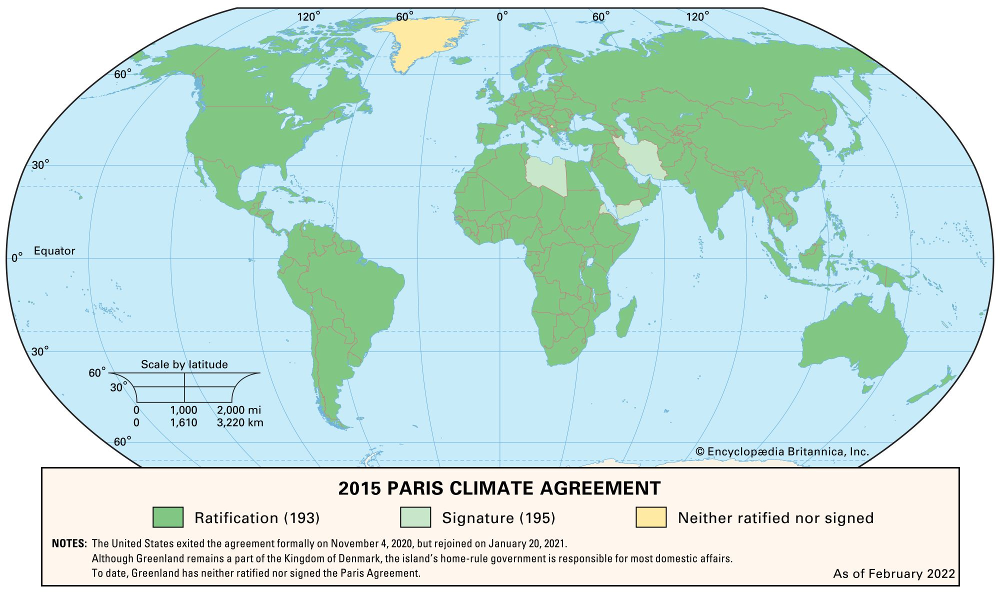 120° 60° 0° 60° 120°
60°
30°
Equator
0°
30°
Scale by latitude
60°
30°
0 1,000 2,000 mi
0 1,610 3,220 km
60°
© Encyclopædia Britannica, Inc.
2015 PARIS CLIMATE AGREEMENT
Ratification (193) Signature (195) Neither ratified nor signed
NOTES: The United States exited the agreement formally on November 4, 2020, but rejoined on January 20, 2021.
Although Greenland remains a part of the Kingdom of Denmark, the island's home-rule government is responsible for most domestic affairs.
To date, Greenland has neither ratified nor signed the Paris Agreement.
As of February 2022